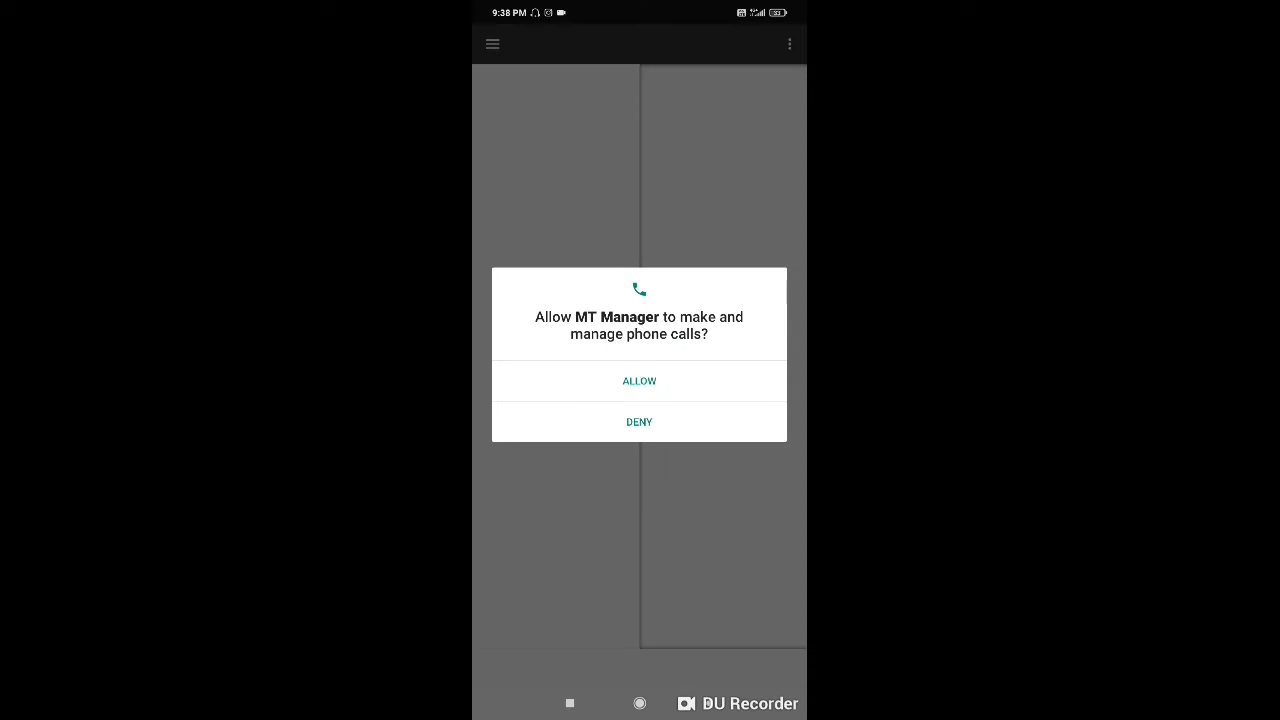 9:38 PM
Allow MT Manager to make and
manage phone calls?
ALLOW
DENY
DU Recorder